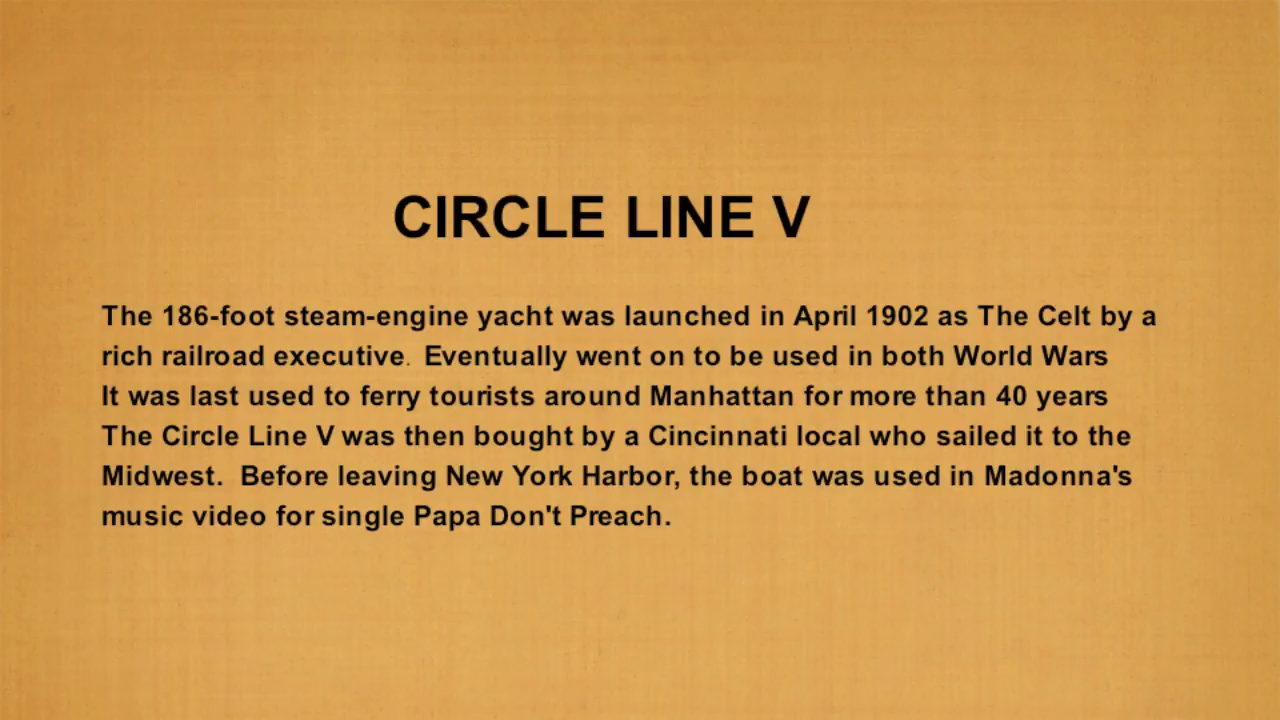 CIRCLE LINE V
The 186-foot steam-engine yacht was launched in April 1902 as The Celt by a
rich railroad executive.  Eventually went on to be used in both World Wars
It was last used to ferry tourists around Manhattan for more than 40 years
The Circle Line V was then bought by a Cincinnati local who sailed it to the
Midwest.  Before leaving New York Harbor, the boat was used in Madonna's
music video for single Papa Don't Preach.